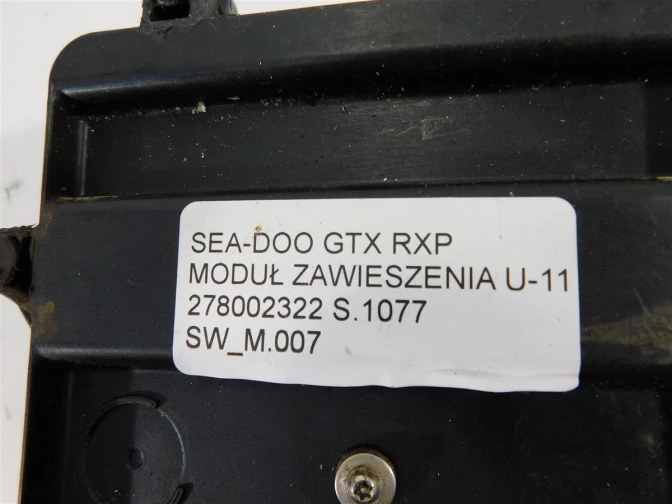 SEA-DOO GTX RXP
MODUŁ ZAWIESZENIA U-11
278002322 S.1077
SW_M.007